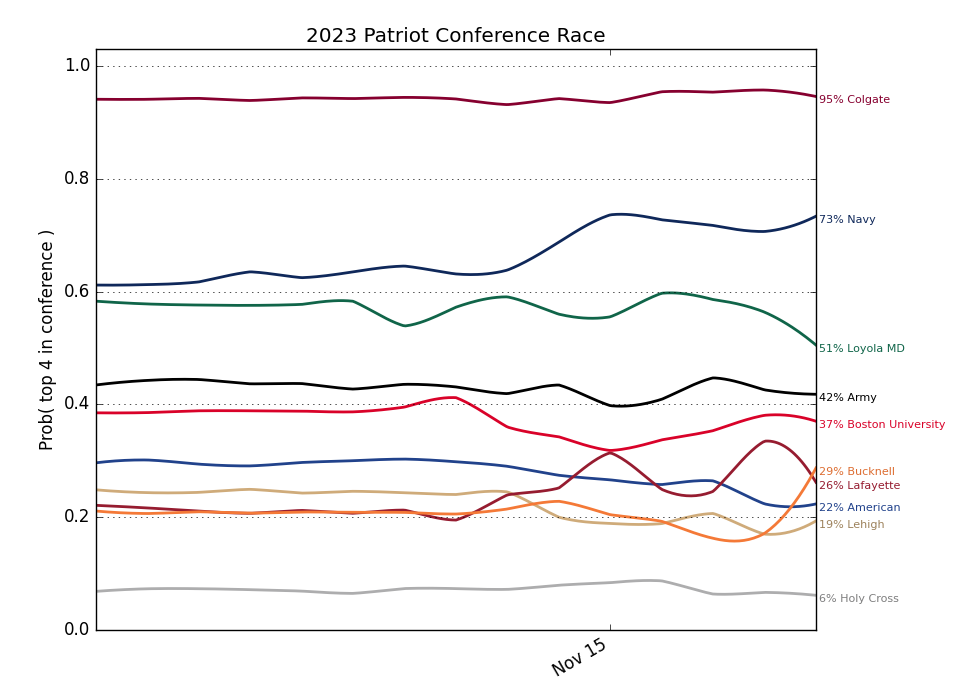 2023 Patriot Conference Race
Prob( top 4 in conference )
1.0
0.8
0.6
0.4
0.2
0.0
Nov 15
95% Colgate
73% Navy
51% Loyola MD
42% Army
37% Boston University
29% Bucknell
26% Lafayette
22% American
19% Lehigh
6% Holy Cross